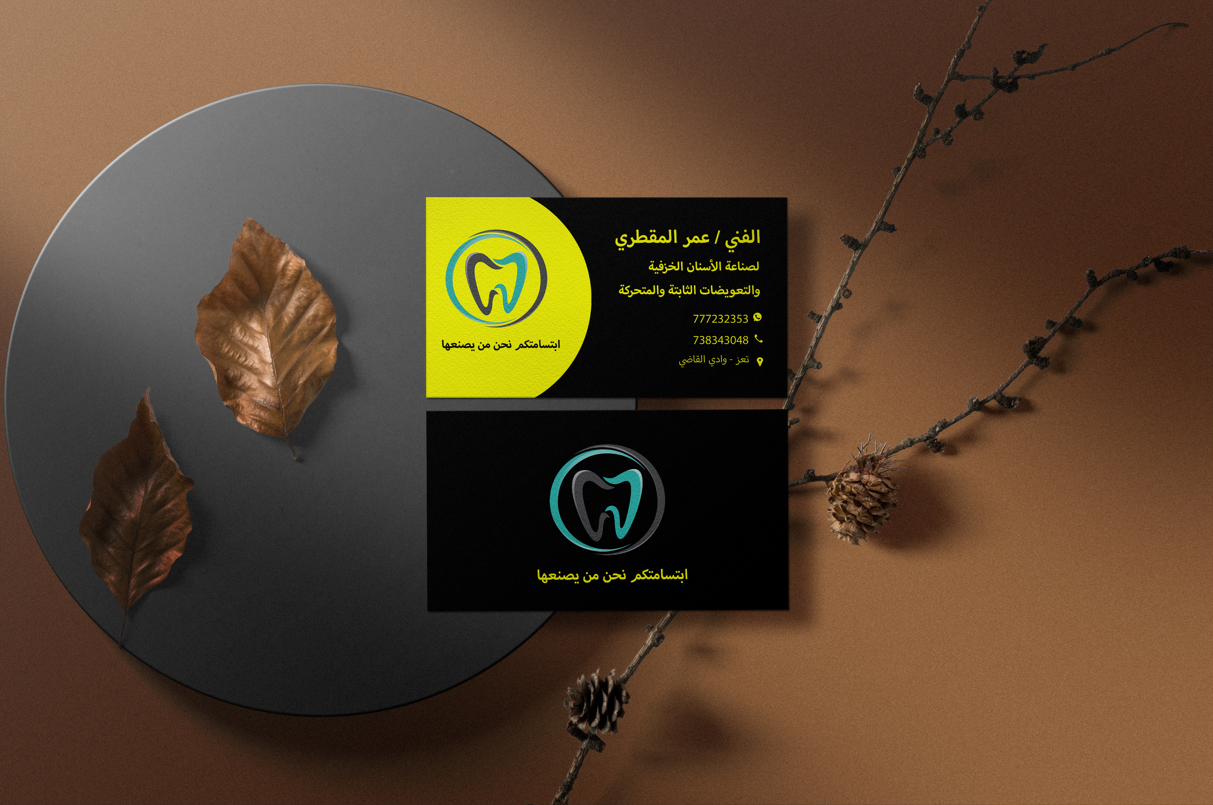 الفني / عمر المقطري
لصناعة الأسنان الخزفية
والتعويضات الثابتة والمتحركة
777232353
738343048
تعز - وادي القاضي
ابتسامتكم نحن من يصنعها
ابتسامتكم نحن من يصنعها